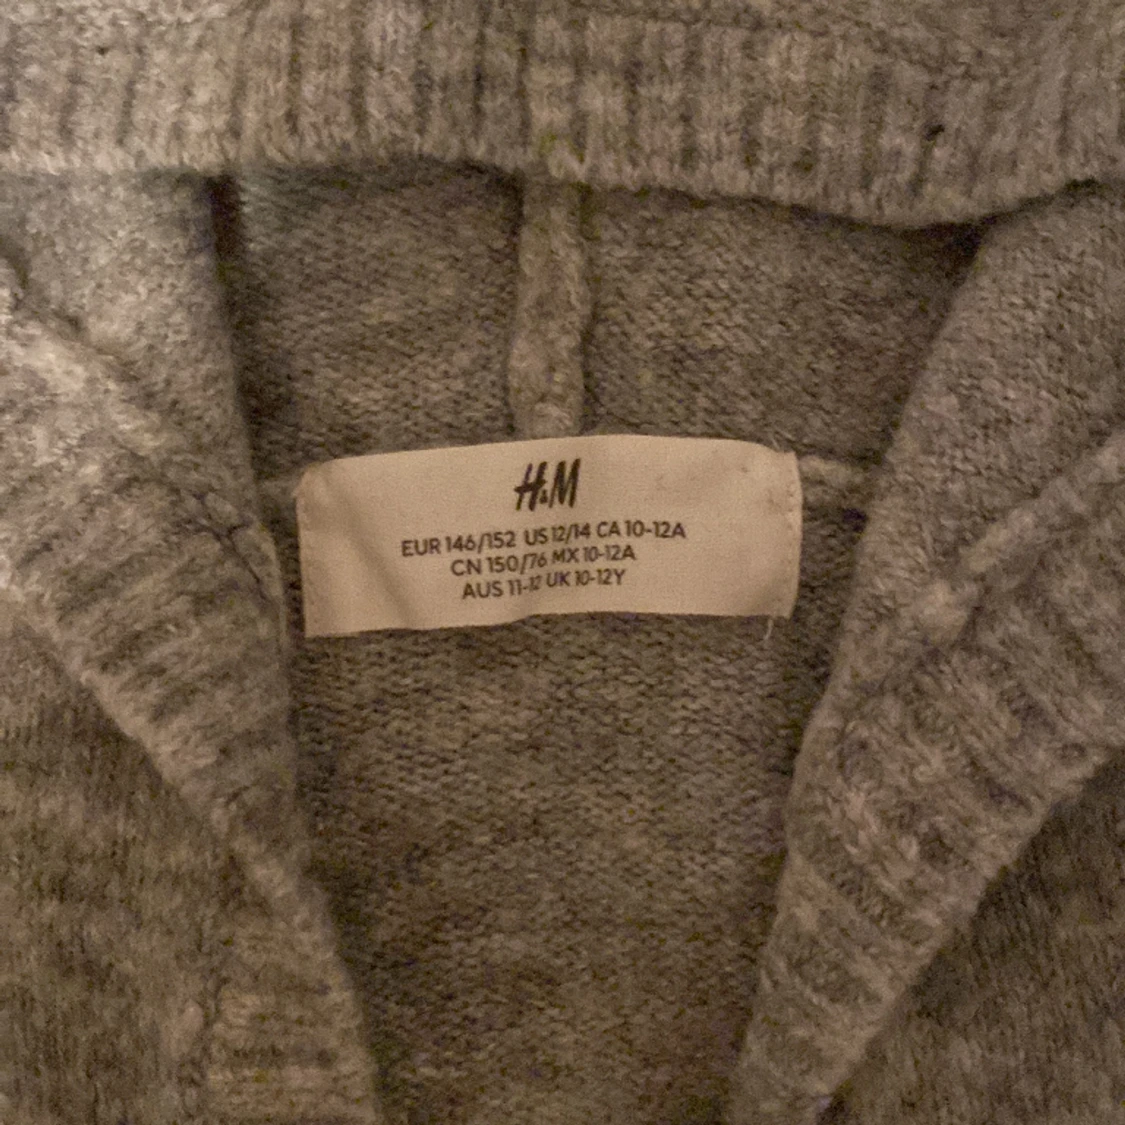 H&M
EUR 146/152 US 12/14 CA 10-12A
CN 150/76 MX 10-12A
AUS 11-12 UK 10-12Y